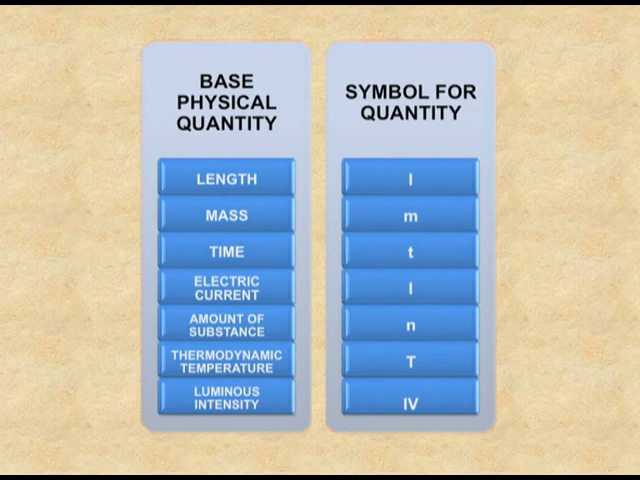 BASE
PHYSICAL
QUANTITY
SYMBOL FOR
QUANTITY
LENGTH
l
MASS
m
TIME
t
ELECTRIC
CURRENT
I
AMOUNT OF
SUBSTANCE
n
THERMODYNAMIC
TEMPERATURE
T
LUMINOUS
INTENSITY
IV